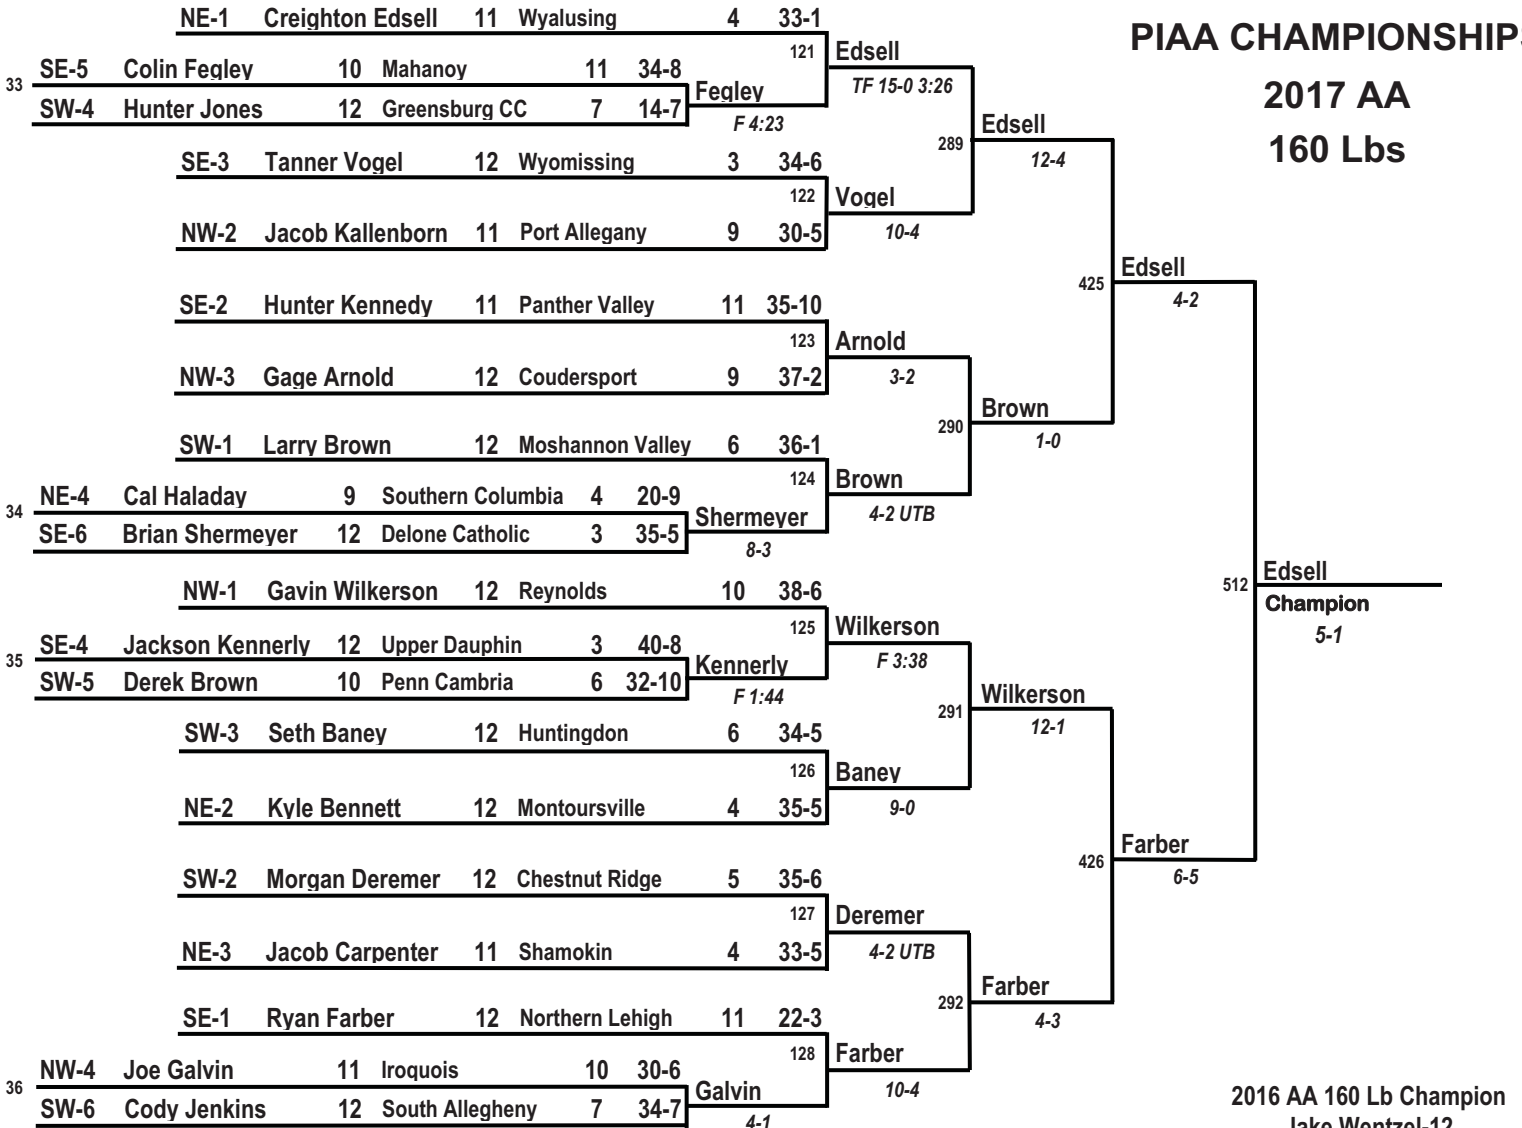 PIAA CHAMPIONSHIPS
2017 AA
160 Lbs
NE-1 Creighton Edsell 11 Wyalusing 4 33-1
121 Edsell
TF 15-0 3:26
33 SE-5 Colin Fegley 10 Mahanoy 11 34-8
SW-4 Hunter Jones 12 Greensburg CC 7 14-7
Fegley
F 4:23
289 Edsell
12-4
SE-3 Tanner Vogel 12 Wyomissing 3 34-6
122 Vogel
10-4
NW-2 Jacob Kallenborn 11 Port Allegany 9 30-5
425 Edsell
4-2
SE-2 Hunter Kennedy 11 Panther Valley 11 35-10
123 Arnold
3-2
NW-3 Gage Arnold 12 Coudersport 9 37-2
290 Brown
1-0
SW-1 Larry Brown 12 Moshannon Valley 6 36-1
124 Brown
4-2 UTB
34 NE-4 Cal Haladay 9 Southern Columbia 4 20-9
SE-6 Brian Shermeyer 12 Delone Catholic 3 35-5
Shermeyer
8-3
512 Edsell
Champion
5-1
NW-1 Gavin Wilkerson 12 Reynolds 10 38-6
125 Wilkerson
F 3:38
35 SE-4 Jackson Kennerly 12 Upper Dauphin 3 40-8
SW-5 Derek Brown 10 Penn Cambria 6 32-10
Kennerly
F 1:44
291 Wilkerson
12-1
SW-3 Seth Baney 12 Huntingdon 6 34-5
126 Baney
9-0
NE-2 Kyle Bennett 12 Montoursville 4 35-5
426 Farber
6-5
SW-2 Morgan Deremer 12 Chestnut Ridge 5 35-6
127 Deremer
4-2 UTB
NE-3 Jacob Carpenter 11 Shamokin 4 33-5
292 Farber
4-3
SE-1 Ryan Farber 12 Northern Lehigh 11 22-3
128 Farber
10-4
36 NW-4 Joe Galvin 11 Iroquois 10 30-6
SW-6 Cody Jenkins 12 South Allegheny 7 34-7
Galvin
4-1
2016 AA 160 Lb Champion
Jake Wentzel-12